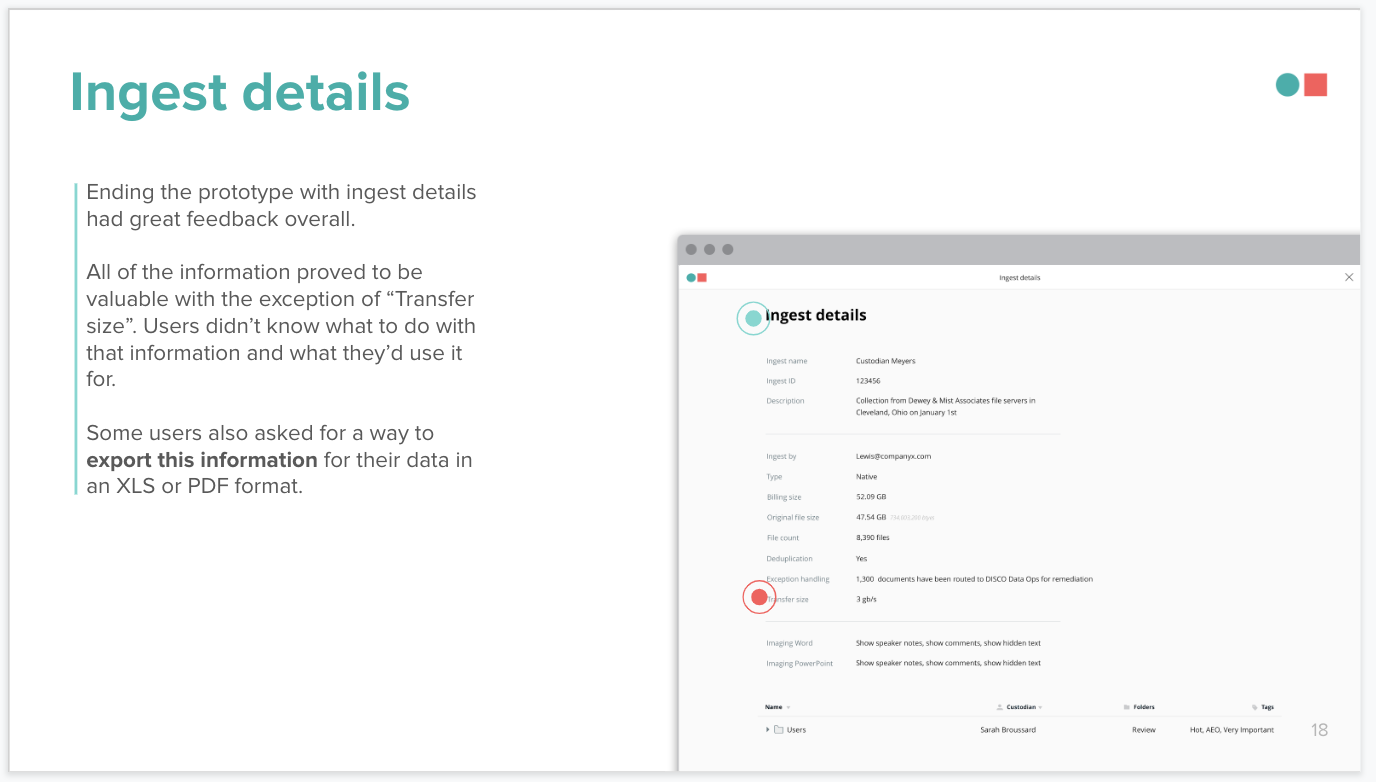 Ingest details
Ending the prototype with ingest details
had great feedback overall.
All of the information proved to be
valuable with the exception of “Transfer
size”. Users didn’t know what to do with
that information and what they’d use it
for.
Some users also asked for a way to
export this information for their data in
an XLS or PDF format.
Ingest details
Ingest details
Ingest name Custodian Meyers
Ingest ID 123456
Description Collection from Dewey & Mist Associates file servers in
Cleveland, Ohio on January 1st
Ingest by Lewis@companyx.com
Type Native
Billing size 52.09 GB
Original file size 47.54 GB
File count 8,390 files
Deduplication Yes
Exception handling 1,300 documents have been routed to DISCO Data Ops for remediation
Transfer size 3 gb/s
Imaging Word Show speaker notes, show comments, show hidden text
Imaging PowerPoint Show speaker notes, show comments, show hidden text
Name Custodian Folders Tags
Users Sarah Broussard Review Hot, AEO, Very Important
18